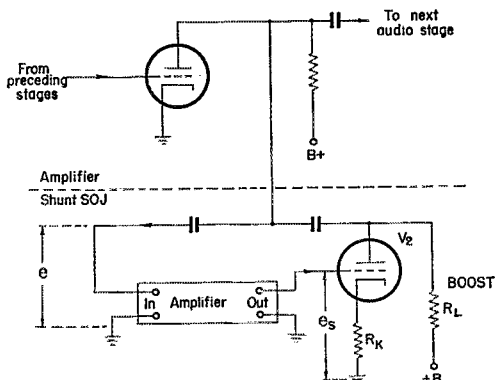 To next
audio stage
From
preceding
stages
B+
Amplifier
Shunt SOJ
V2
e
In
Amplifier
Out
BOOST
es
RL
RK
+B